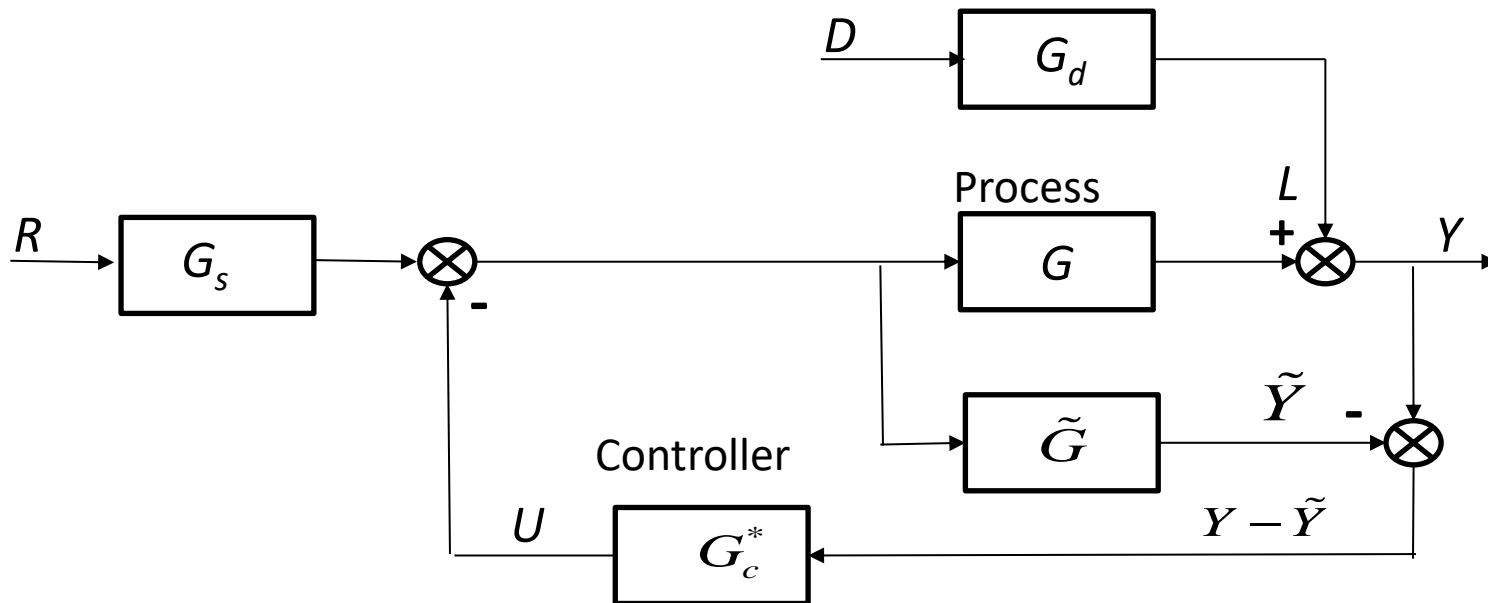 D
G_d
Process
L
+
R
G_s
-
G
Y
Ỹ
-
G̃
Controller
U
G_c^*
Y − Ỹ